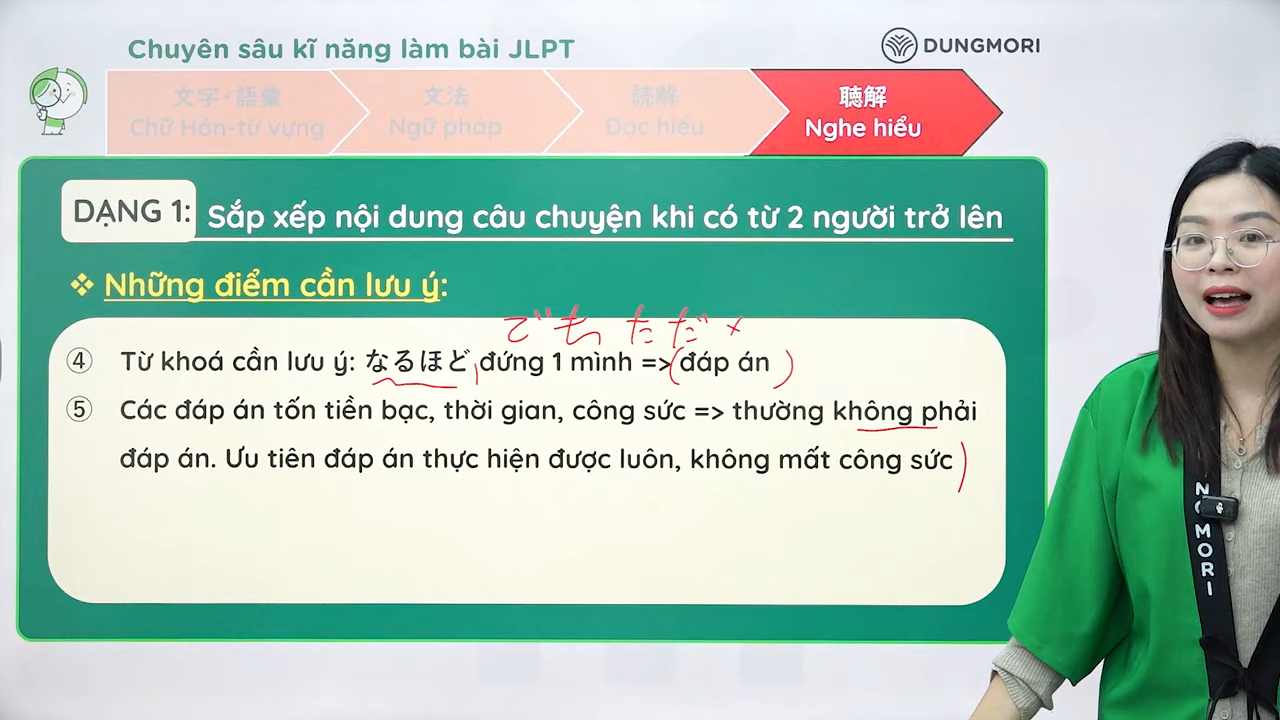 Chuyên sâu kĩ năng làm bài JLPT
DUNGMORI
文字・語彙
Chữ Hán-từ vựng
文法
Ngữ pháp
読解
Đọc hiểu
聴解
Nghe hiểu
DẠNG 1: Sắp xếp nội dung câu chuyện khi có từ 2 người trở lên
❖ Những điểm cần lưu ý:
でも ただ ×
④ Từ khoá cần lưu ý: なるほど đứng 1 mình => (đáp án )
⑤ Các đáp án tốn tiền bạc, thời gian, công sức => thường không phải
đáp án. Ưu tiên đáp án thực hiện được luôn, không mất công sức
NGMORI